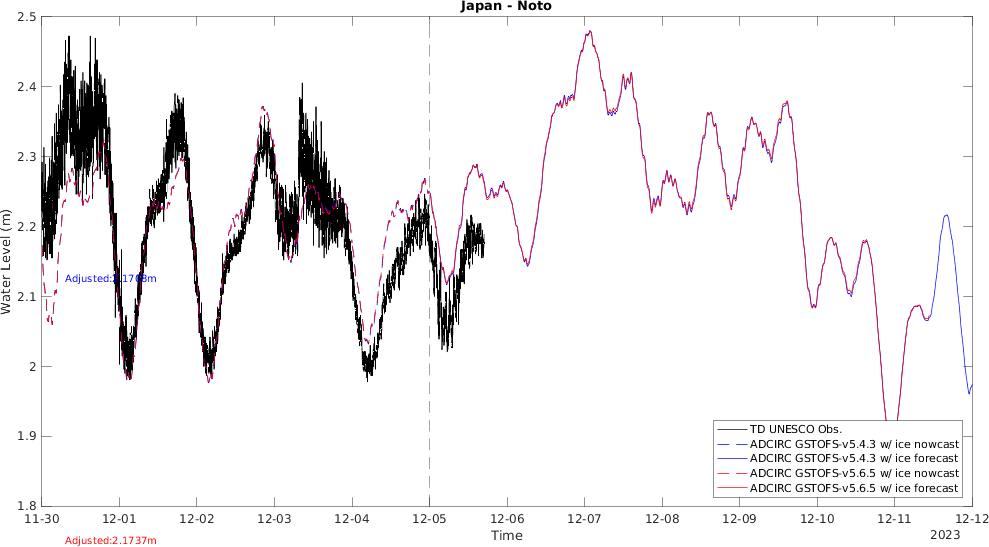 Japan - Noto
2.5
2.4
2.3
2.2
2.1
2
1.9
1.8
Water Level (m)
Adjusted:2.1708m
TD UNESCO Obs.
ADCIRC GSTOFS-v5.4.3 w/ ice nowcast
ADCIRC GSTOFS-v5.4.3 w/ ice forecast
ADCIRC GSTOFS-v5.6.5 w/ ice nowcast
ADCIRC GSTOFS-v5.6.5 w/ ice forecast
11-30 12-01 12-02 12-03 12-04 12-05 12-06 12-07 12-08 12-09 12-10 12-11 12-12
Time
2023
Adjusted:2.1737m